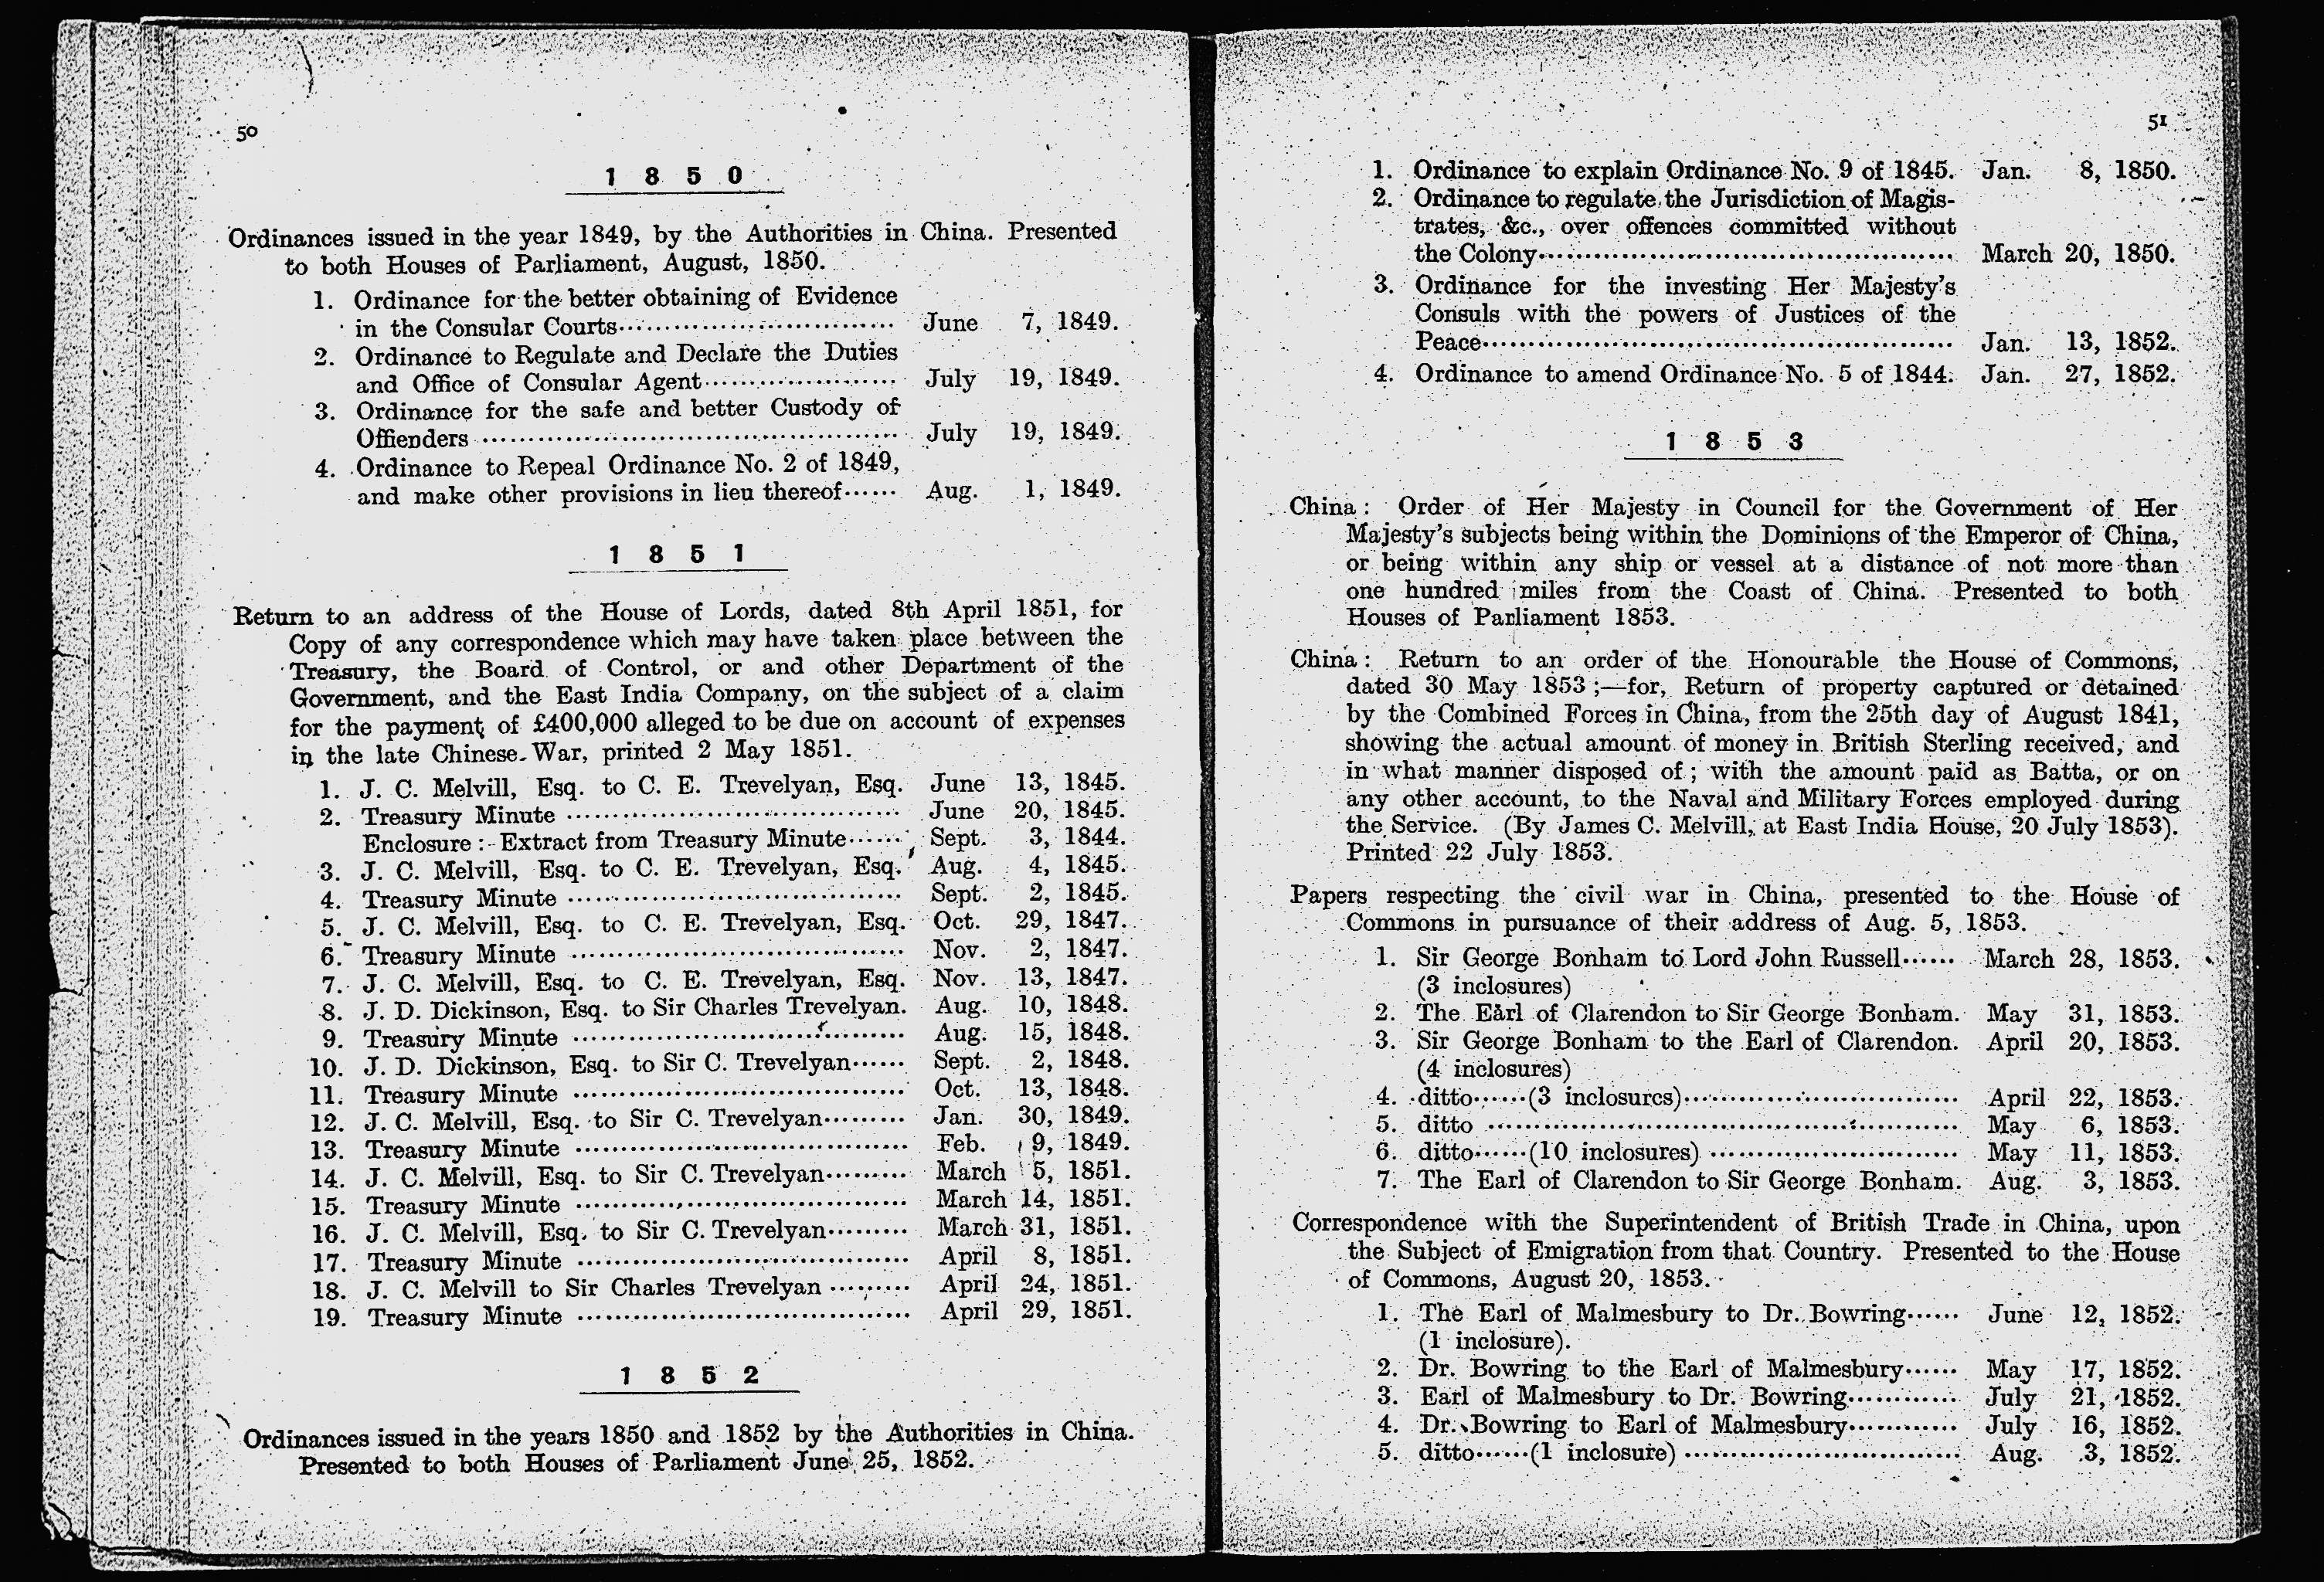 50
1 8 5 0
Ordinances issued in the year 1849, by the Authorities in China. Presented
to both Houses of Parliament, August, 1850.
1. Ordinance for the better obtaining of Evidence
in the Consular Courts.............................. June 7, 1849.
2. Ordinance to Regulate and Declare the Duties
and Office of Consular Agent..................... July 19, 1849.
3. Ordinance for the safe and better Custody of
Offienders ............................................. July 19, 1849.
4. Ordinance to Repeal Ordinance No. 2 of 1849,
and make other provisions in lieu thereof...... Aug. 1, 1849.
1 8 5 1
Return to an address of the House of Lords, dated 8th April 1851, for
Copy of any correspondence which may have taken place between the
Treasury, the Board of Control, or and other Department of the
Government, and the East India Company, on the subject of a claim
for the payment of £400,000 alleged to be due on account of expenses
in the late Chinese War, printed 2 May 1851.
1. J. C. Melvill, Esq. to C. E. Trevelyan, Esq. June 13, 1845.
2. Treasury Minute .................................... June 20, 1845.
Enclosure :- Extract from Treasury Minute...... Sept. 3, 1844.
3. J. C. Melvill, Esq. to C. E. Trevelyan, Esq. Aug. 4, 1845.
4. Treasury Minute .................................... Sept. 2, 1845.
5. J. C. Melvill, Esq. to C. E. Trevelyan, Esq. Oct. 29, 1847.
6. Treasury Minute .................................... Nov. 2, 1847.
7. J. C. Melvill, Esq. to C. E. Trevelyan, Esq. Nov. 13, 1847.
8. J. D. Dickinson, Esq. to Sir Charles Trevelyan. Aug. 10, 1848.
9. Treasury Minute .................................... Aug. 15, 1848.
10. J. D. Dickinson, Esq. to Sir C. Trevelyan...... Sept. 2, 1848.
11. Treasury Minute .................................... Oct. 13, 1848.
12. J. C. Melvill, Esq. to Sir C. Trevelyan......... Jan. 30, 1849.
13. Treasury Minute .................................... Feb. 9, 1849.
14. J. C. Melvill, Esq. to Sir C. Trevelyan......... March 5, 1851.
15. Treasury Minute .................................... March 14, 1851.
16. J. C. Melvill, Esq. to Sir C. Trevelyan......... March 31, 1851.
17. Treasury Minute .................................... April 8, 1851.
18. J. C. Melvill to Sir Charles Trevelyan ......... April 24, 1851.
19. Treasury Minute .................................... April 29, 1851.
1 8 5 2
Ordinances issued in the years 1850 and 1852 by the Authorities in China.
Presented to both Houses of Parliament June 25, 1852.
51
1. Ordinance to explain Ordinance No. 9 of 1845. Jan. 8, 1850.
2. Ordinance to regulate the Jurisdiction of Magis-
trates, &c., over offences committed without
the Colony............................................. March 20, 1850.
3. Ordinance for the investing Her Majesty's
Consuls with the powers of Justices of the
Peace................................................... Jan. 13, 1852.
4. Ordinance to amend Ordinance No. 5 of 1844. Jan. 27, 1852.
1 8 5 3
China : Order of Her Majesty in Council for the Government of Her
Majesty's subjects being within the Dominions of the Emperor of China,
or being within any ship or vessel at a distance of not more than
one hundred miles from the Coast of China. Presented to both
Houses of Parliament 1853.
China : Return to an order of the Honourable the House of Commons,
dated 30 May 1853 ;—for, Return of property captured or detained
by the Combined Forces in China, from the 25th day of August 1841,
showing the actual amount of money in British Sterling received, and
in what manner disposed of ; with the amount paid as Batta, or on
any other account, to the Naval and Military Forces employed during
the Service. (By James C. Melvill, at East India House, 20 July 1853).
Printed 22 July 1853.
Papers respecting the civil war in China, presented to the House of
Commons in pursuance of their address of Aug. 5, 1853.
1. Sir George Bonham to Lord John Russell...... March 28, 1853.
(3 inclosures)
2. The Earl of Clarendon to Sir George Bonham. May 31, 1853.
3. Sir George Bonham to the Earl of Clarendon. April 20, 1853.
(4 inclosures)
4. ditto......(3 inclosures).............................. April 22, 1853.
5. ditto ................................................... May 6, 1853.
6. ditto......(10 inclosures) ........................... May 11, 1853.
7. The Earl of Clarendon to Sir George Bonham. Aug. 3, 1853.
Correspondence with the Superintendent of British Trade in China, upon
the Subject of Emigration from that Country. Presented to the House
of Commons, August 20, 1853.
1. The Earl of Malmesbury to Dr. Bowring...... June 12, 1852.
(1 inclosure).
2. Dr. Bowring to the Earl of Malmesbury...... May 17, 1852.
3. Earl of Malmesbury to Dr. Bowring............ July 21, 1852.
4. Dr. Bowring to Earl of Malmesbury............ July 16, 1852.
5. ditto......(1 inclosure) .............................. Aug. 3, 1852.